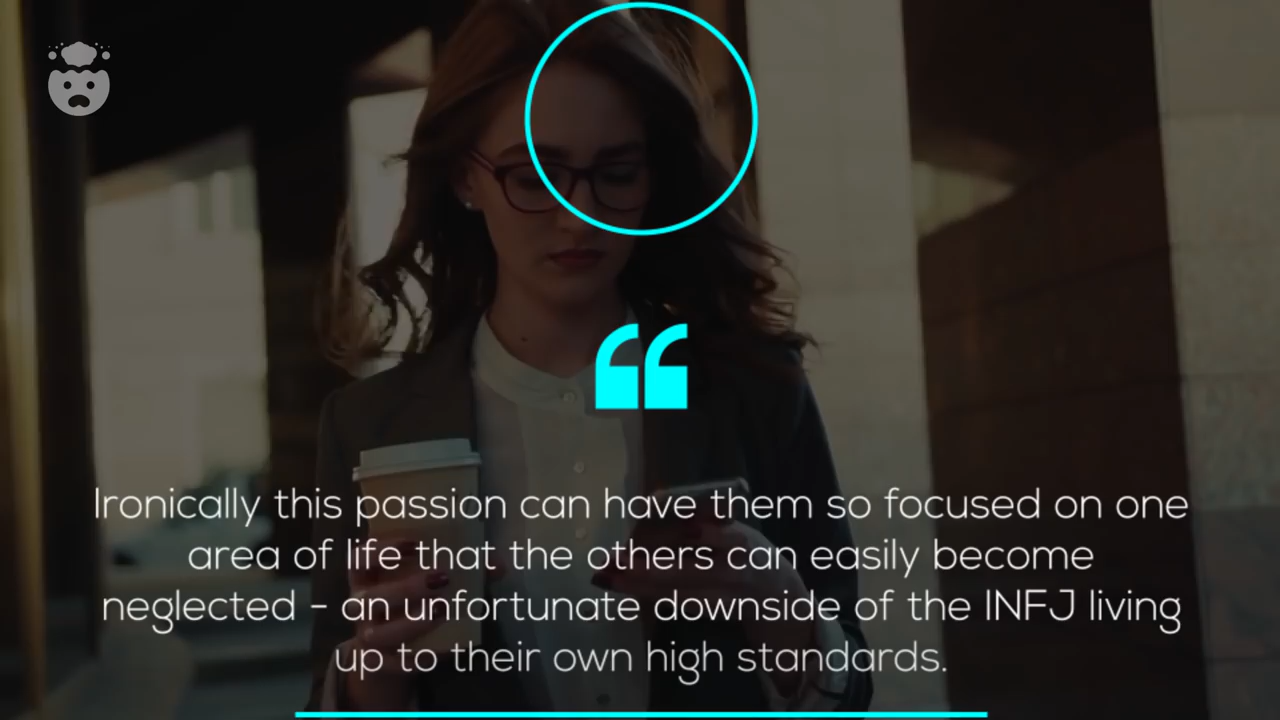 Ironically this passion can have them so focused on one
area of life that the others can easily become
neglected - an unfortunate downside of the INFJ living
up to their own high standards.